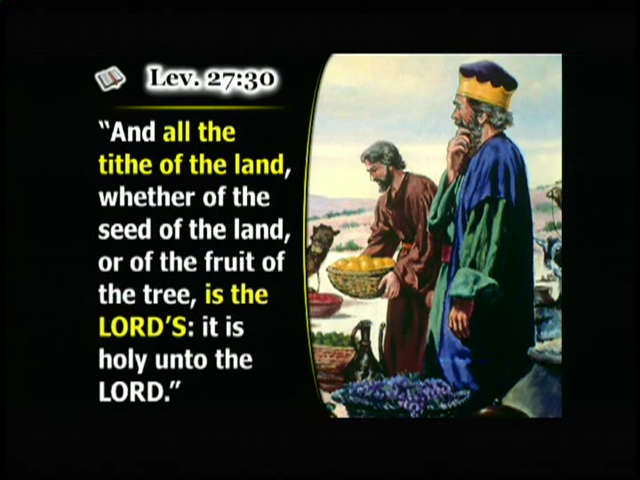 Lev. 27:30
“And all the
tithe of the land,
whether of the
seed of the land,
or of the fruit of
the tree, is the
LORD’S: it is
holy unto the
LORD.”